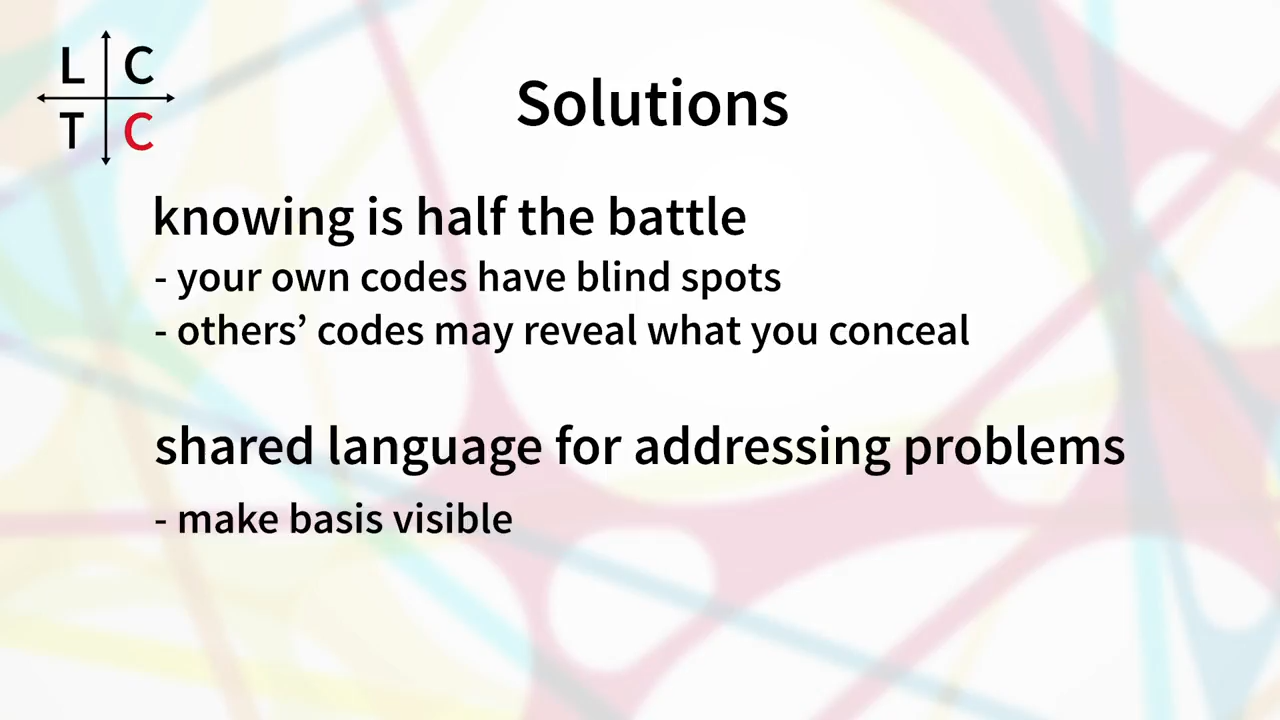 L C
T C
Solutions
knowing is half the battle
- your own codes have blind spots
- others’ codes may reveal what you conceal
shared language for addressing problems
- make basis visible